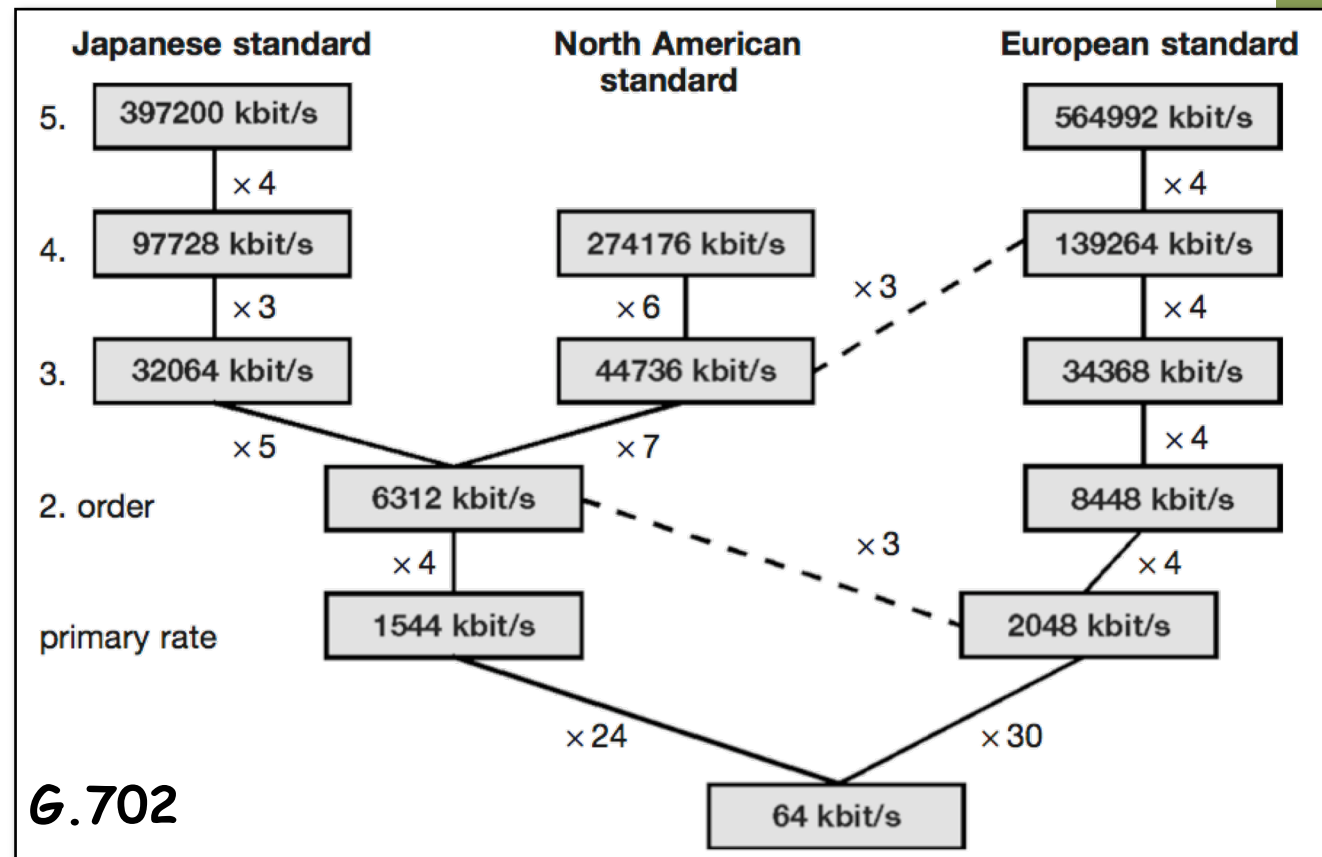 Japanese standard
North American
standard
European standard
5.
397200 kbit/s
564992 kbit/s
× 4
× 4
4.
97728 kbit/s
274176 kbit/s
139264 kbit/s
× 3
× 6
× 3
× 4
3.
32064 kbit/s
44736 kbit/s
34368 kbit/s
× 5
× 7
× 4
2. order
6312 kbit/s
8448 kbit/s
× 4
× 3
× 4
primary rate
1544 kbit/s
2048 kbit/s
× 24
× 30
G.702
64 kbit/s